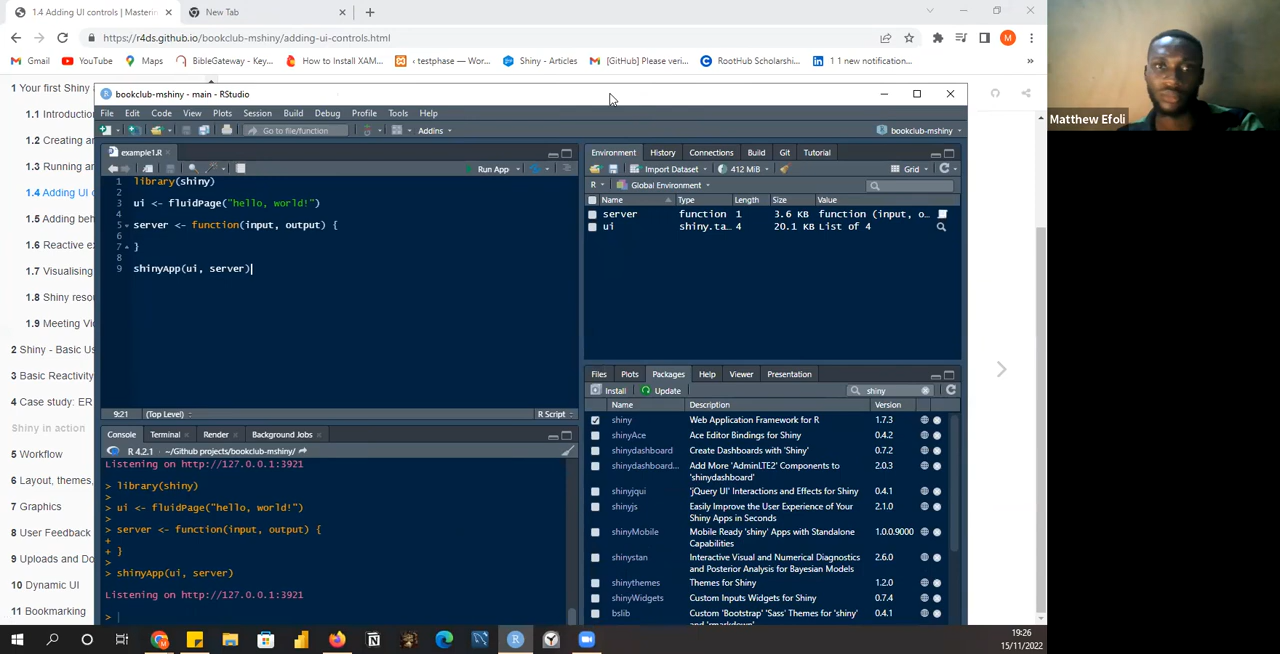 1.4 Adding UI controls | Masterin
New Tab
https://r4ds.github.io/bookclub-mshiny/adding-ui-controls.html
M
Gmail
YouTube
Maps
BibleGateway - Key...
How to Install XAM...
testphase — Wor...
Shiny - Articles
[GitHub] Please veri...
RootHub Scholarshi...
1 1 new notification...
»
1 Your first Shiny
1.1 Introduction
1.2 Creating an
1.3 Running an
1.4 Adding UI c
1.5 Adding beh
1.6 Reactive ex
1.7 Visualising
1.8 Shiny reso
1.9 Meeting Vi
2 Shiny - Basic Us
3 Basic Reactivity
4 Case study: ER
Shiny in action
5 Workflow
6 Layout, themes,
7 Graphics
8 User Feedback
9 Uploads and Do
10 Dynamic UI
11 Bookmarking
bookclub-mshiny - main - RStudio
File Edit Code View Plots Session Build Debug Profile Tools Help
Go to file/function
Addins
bookclub-mshiny
example1.R
Run App
1 library(shiny)
2
3 ui <- fluidPage("hello, world!")
4
5 server <- function(input, output) {
6
7 }
8
9 shinyApp(ui, server)
9:21 (Top Level) R Script
Console Terminal Render Background Jobs
R 4.2.1 · ~/Github projects/bookclub-mshiny/
Listening on http://127.0.0.1:3921
> library(shiny)
>
> ui <- fluidPage("hello, world!")
>
> server <- function(input, output) {
+
+ }
>
> shinyApp(ui, server)
Listening on http://127.0.0.1:3921
>
Environment History Connections Build Git Tutorial
Import Dataset 412 MiB Grid
R Global Environment
Name Type Length Size Value
server function 1 3.6 KB function (input, o…
ui shiny.ta… 4 20.1 KB List of 4
Files Plots Packages Help Viewer Presentation
Install Update shiny
Name Description Version
shiny Web Application Framework for R 1.7.3
shinyAce Ace Editor Bindings for Shiny 0.4.2
shinydashboard Create Dashboards with 'Shiny' 0.7.2
shinydashboard… Add More 'AdminLTE2' Components to 'shinydashboard' 2.0.3
shinyjqui 'jQuery UI' Interactions and Effects for Shiny 0.4.1
shinyjs Easily Improve the User Experience of Your Shiny Apps in Seconds 2.1.0
shinyMobile Mobile Ready 'shiny' Apps with Standalone Capabilities 1.0.0.9000
shinystan Interactive Visual and Numerical Diagnostics and Posterior Analysis for Bayesian Models 2.6.0
shinythemes Themes for Shiny 1.2.0
shinyWidgets Custom Inputs Widgets for Shiny 0.7.4
bslib Custom 'Bootstrap' 'Sass' Themes for 'shiny' and 'rmarkdown' 0.4.1
Matthew Efoli
19:26
15/11/2022